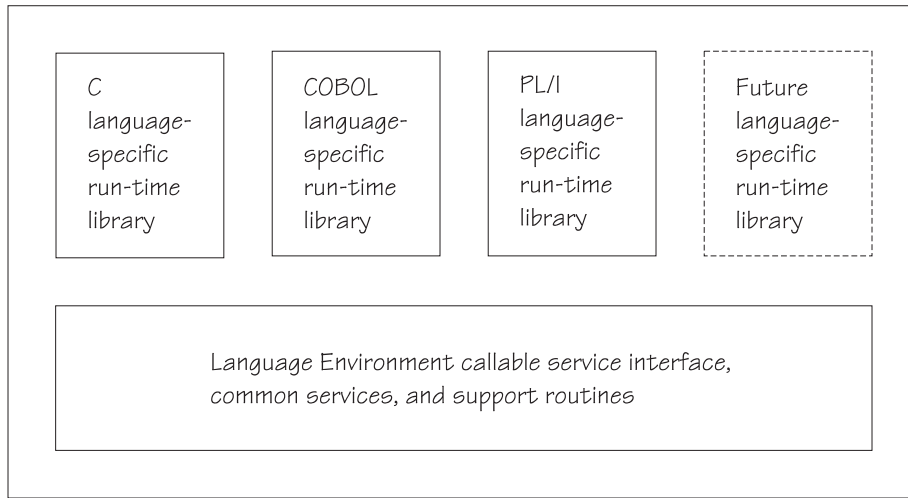 C
language-
specific
run-time
library
COBOL
language-
specific
run-time
library
PL/I
language-
specific
run-time
library
Future
language-
specific
run-time
library
Language Environment callable service interface,
common services, and support routines